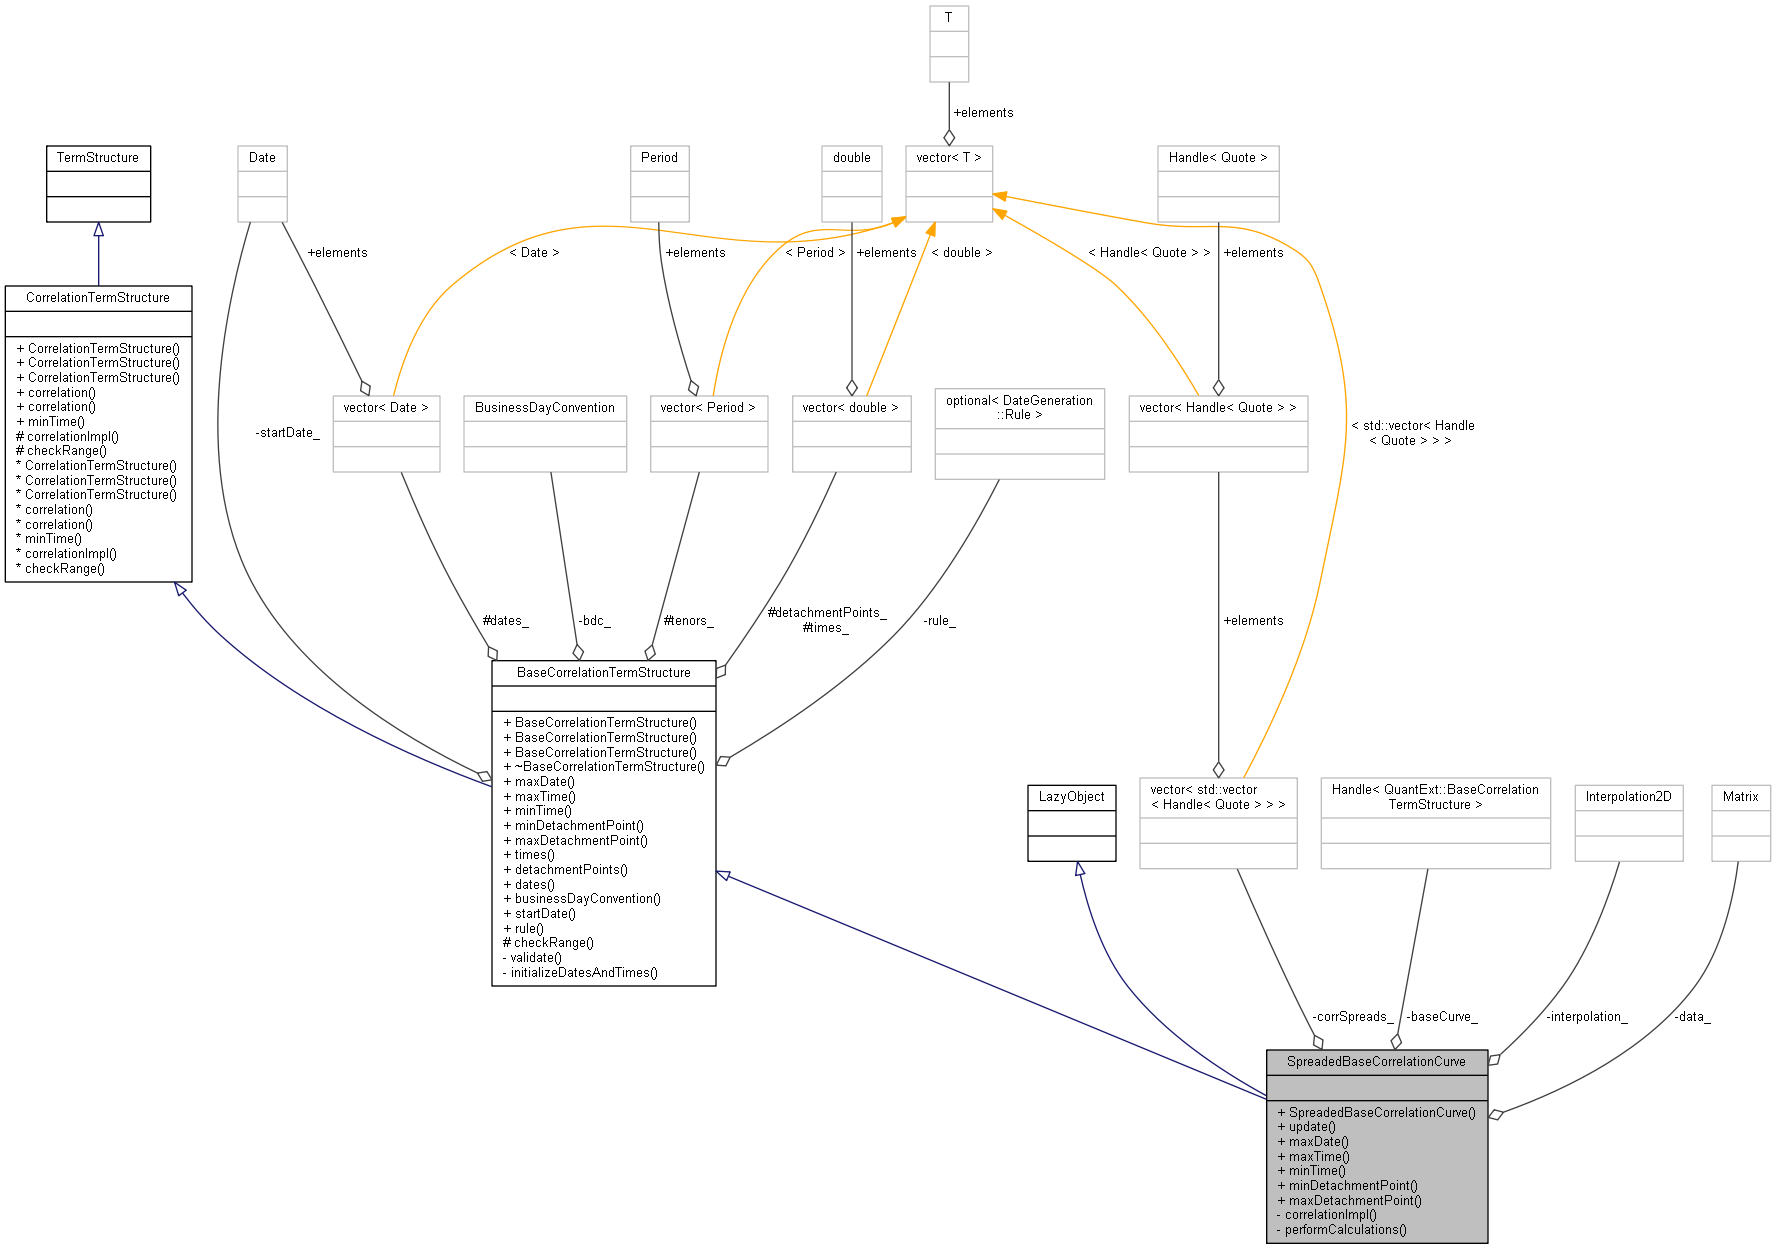 T
+elements
TermStructure
Date
Period
double
vector< T >
Handle< Quote >
+elements
< Date >
+elements
< Period >
+elements
< double >
< Handle< Quote > >
+elements
CorrelationTermStructure
+ CorrelationTermStructure()
+ CorrelationTermStructure()
+ CorrelationTermStructure()
+ correlation()
+ correlation()
+ minTime()
# correlationImpl()
# checkRange()
* CorrelationTermStructure()
* CorrelationTermStructure()
* CorrelationTermStructure()
* correlation()
* correlation()
* minTime()
* correlationImpl()
* checkRange()
-startDate_
vector< Date >
BusinessDayConvention
vector< Period >
vector< double >
optional< DateGeneration
::Rule >
vector< Handle< Quote > >
< std::vector< Handle
< Quote > > >
#dates_
-bdc_
#tenors_
#detachmentPoints_
#times_
-rule_
+elements
BaseCorrelationTermStructure
+ BaseCorrelationTermStructure()
+ BaseCorrelationTermStructure()
+ BaseCorrelationTermStructure()
+ ~BaseCorrelationTermStructure()
+ maxDate()
+ maxTime()
+ minTime()
+ minDetachmentPoint()
+ maxDetachmentPoint()
+ times()
+ detachmentPoints()
+ dates()
+ businessDayConvention()
+ startDate()
+ rule()
# checkRange()
- validate()
- initializeDatesAndTimes()
LazyObject
vector< std::vector
< Handle< Quote > > >
Handle< QuantExt::BaseCorrelation
TermStructure >
Interpolation2D
Matrix
-corrSpreads_
-baseCurve_
-interpolation_
-data_
SpreadedBaseCorrelationCurve
+ SpreadedBaseCorrelationCurve()
+ update()
+ maxDate()
+ maxTime()
+ minTime()
+ minDetachmentPoint()
+ maxDetachmentPoint()
- correlationImpl()
- performCalculations()